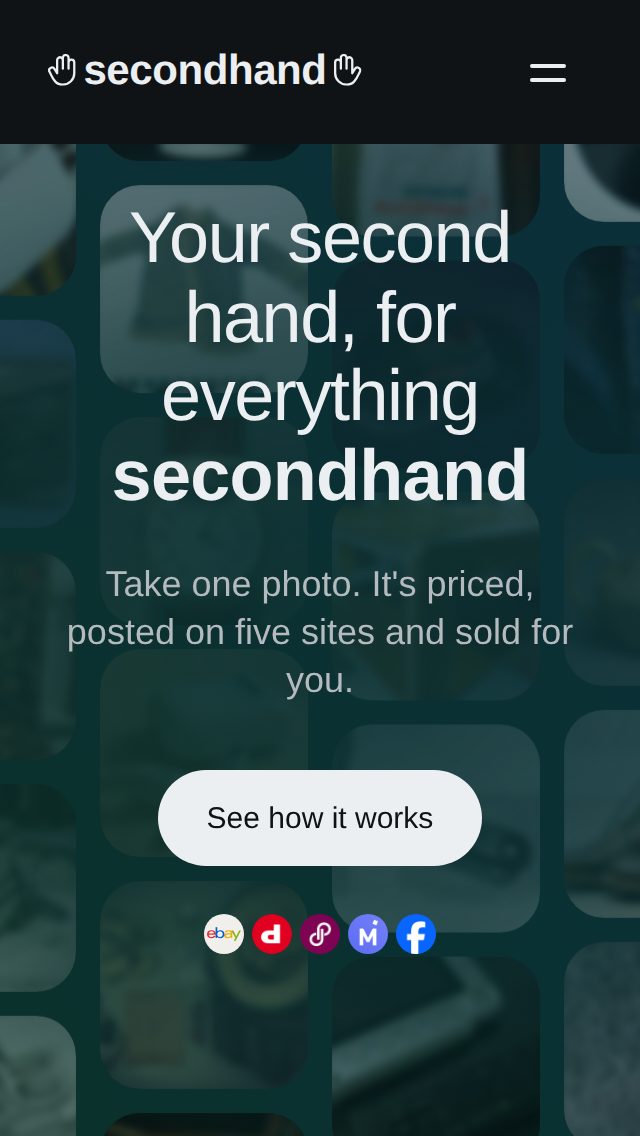 secondhand
Your second
hand, for
everything
secondhand
Take one photo. It's priced,
posted on five sites and sold for
you.
See how it works
ebay